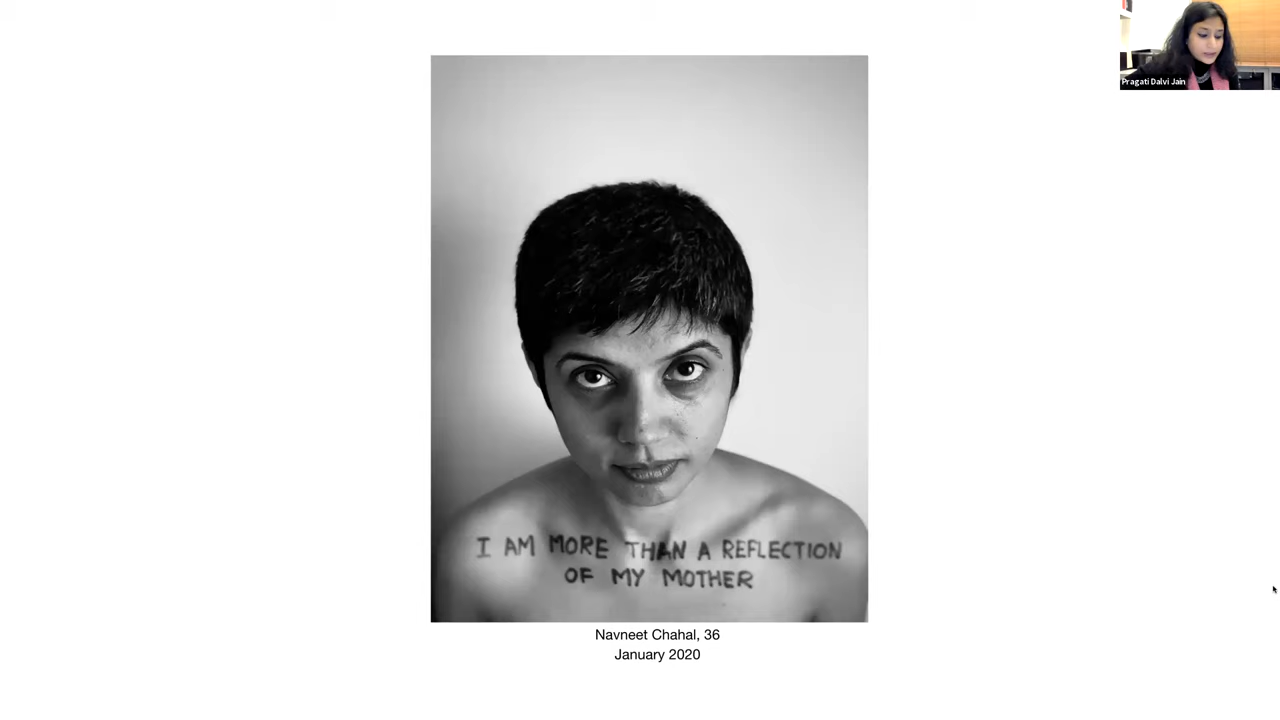 Pragati Dalvi Jain
I AM MORE THAN A REFLECTION
OF MY MOTHER
Navneet Chahal, 36
January 2020